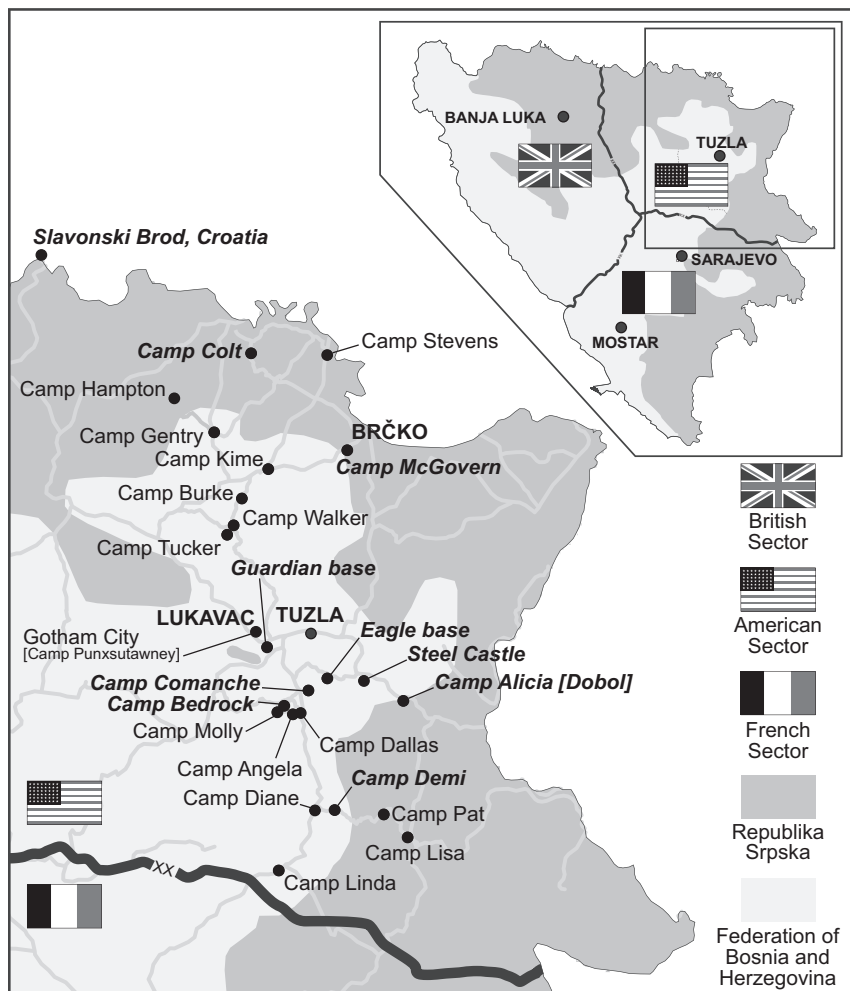 BANJA LUKA
TUZLA
SARAJEVO
MOSTAR
Slavonski Brod, Croatia
Camp Colt
Camp Stevens
Camp Hampton
Camp Gentry
BRČKO
Camp Kime
Camp McGovern
Camp Burke
Camp Walker
Camp Tucker
Guardian base
LUKAVAC
TUZLA
Gotham City
[Camp Punxsutawney]
Eagle base
Steel Castle
Camp Comanche
Camp Alicia [Dobol]
Camp Bedrock
Camp Molly
Camp Dallas
Camp Angela
Camp Demi
Camp Diane
Camp Pat
Camp Lisa
XX
Camp Linda
British
Sector
American
Sector
French
Sector
Republika
Srpska
Federation of
Bosnia and
Herzegovina